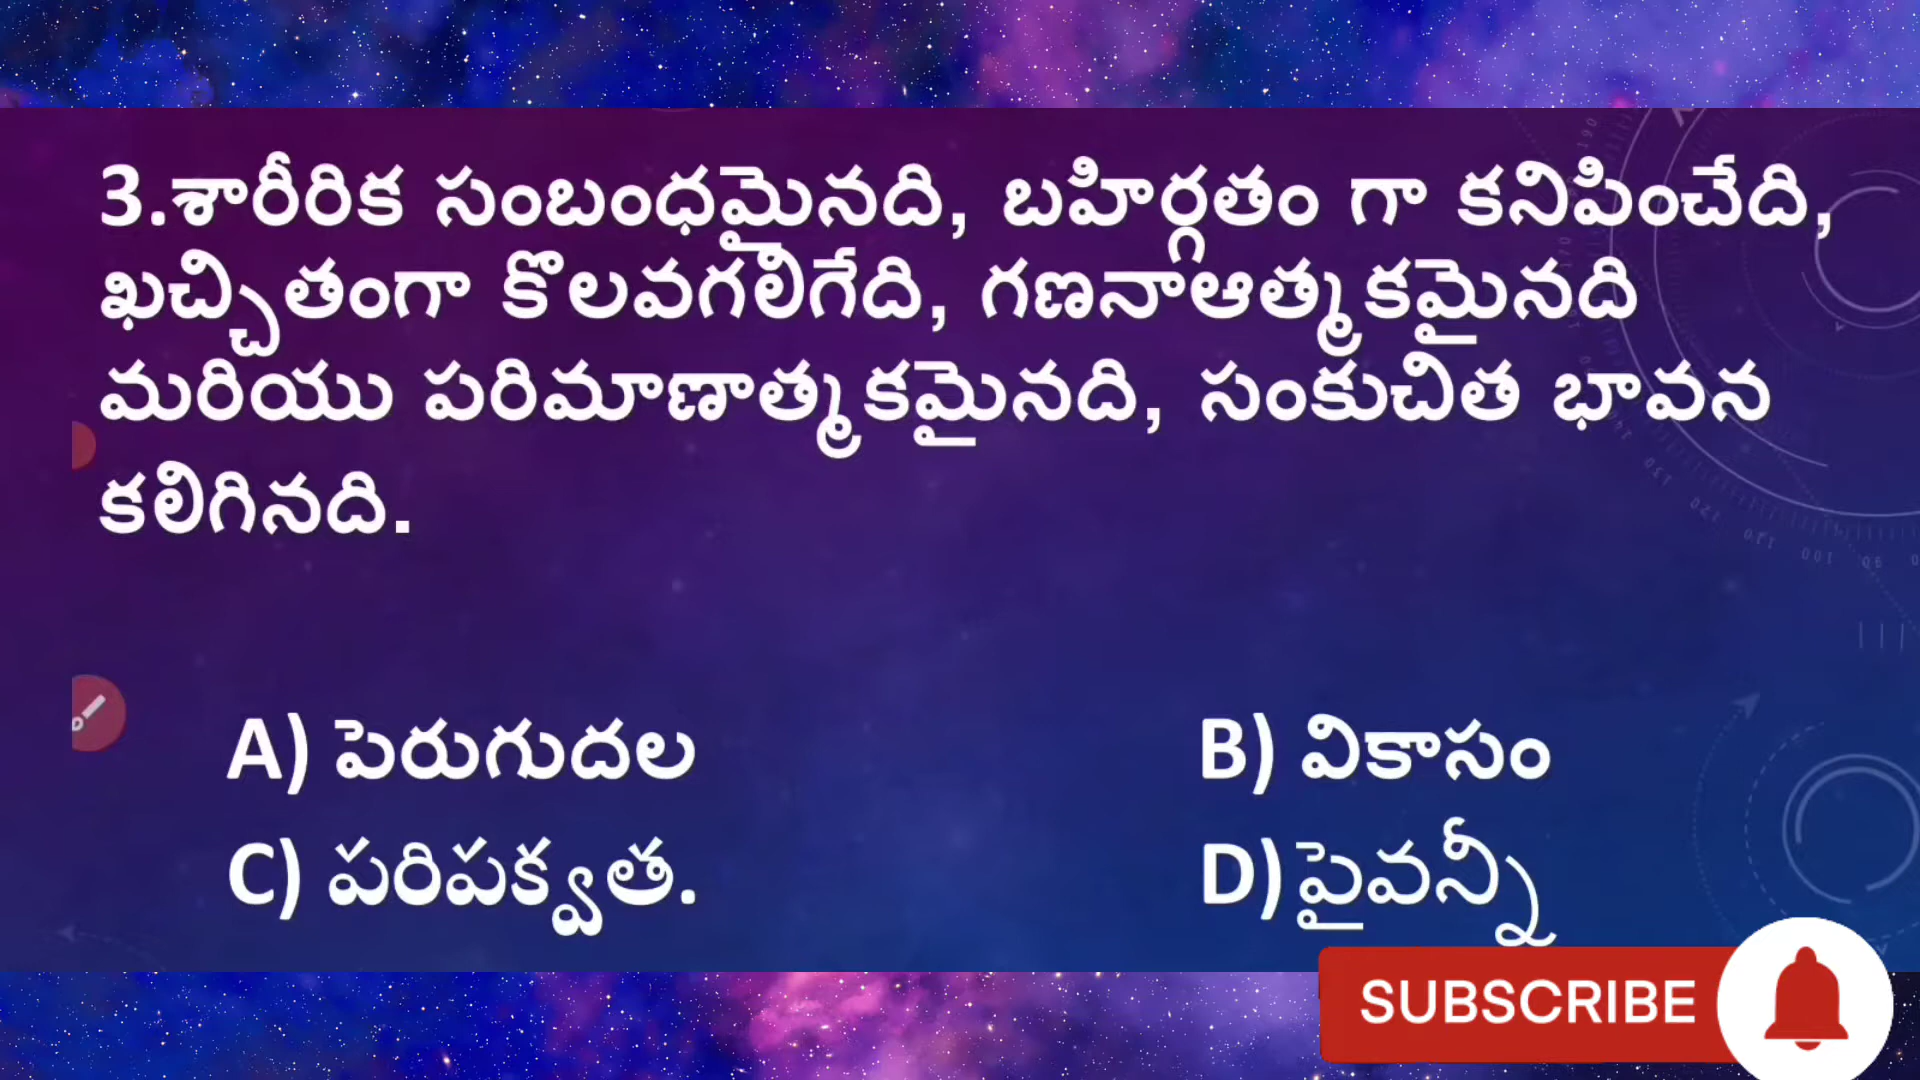 3.శారీరిక సంబంధమైనది, బహిర్గతం గా కనిపించేది,
ఖచ్చితంగా కొలవగలిగేది, గణనాఆత్మకమైనది
మరియు పరిమాణాత్మకమైనది, సంకుచిత భావన
కలిగినది.
A) పెరుగుదల
B) వికాసం
C) పరిపక్వత.
D)పైవన్నీ
SUBSCRIBE